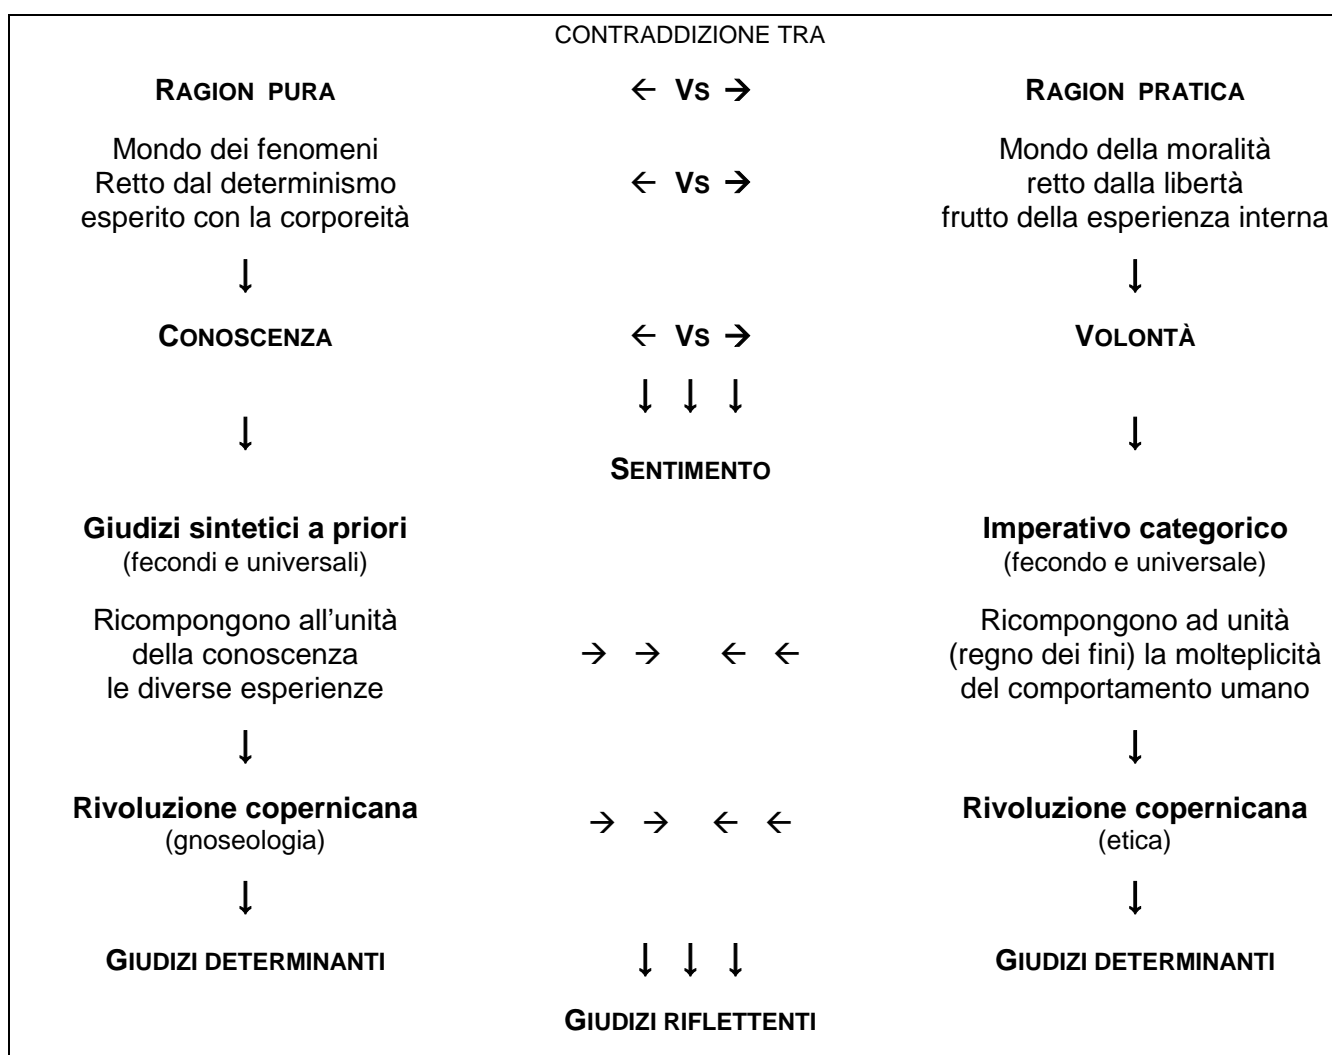 CONTRADDIZIONE TRA
RAGION PURA ← VS → RAGION PRATICA
Mondo dei fenomeni
Retto dal determinismo
esperito con la corporeità
← VS →
Mondo della moralità
retto dalla libertà
frutto della esperienza interna
↓ ↓
CONOSCENZA ← VS → VOLONTÀ
↓ ↓ ↓
↓ ↓
SENTIMENTO
Giudizi sintetici a priori
(fecondi e universali)
Imperativo categorico
(fecondo e universale)
Ricompongono all’unità
della conoscenza
le diverse esperienze
→ → ← ←
Ricompongono ad unità
(regno dei fini) la molteplicità
del comportamento umano
↓ ↓
Rivoluzione copernicana
(gnoseologia)
→ → ← ←
Rivoluzione copernicana
(etica)
↓ ↓
GIUDIZI DETERMINANTI ↓ ↓ ↓ GIUDIZI DETERMINANTI
GIUDIZI RIFLETTENTI